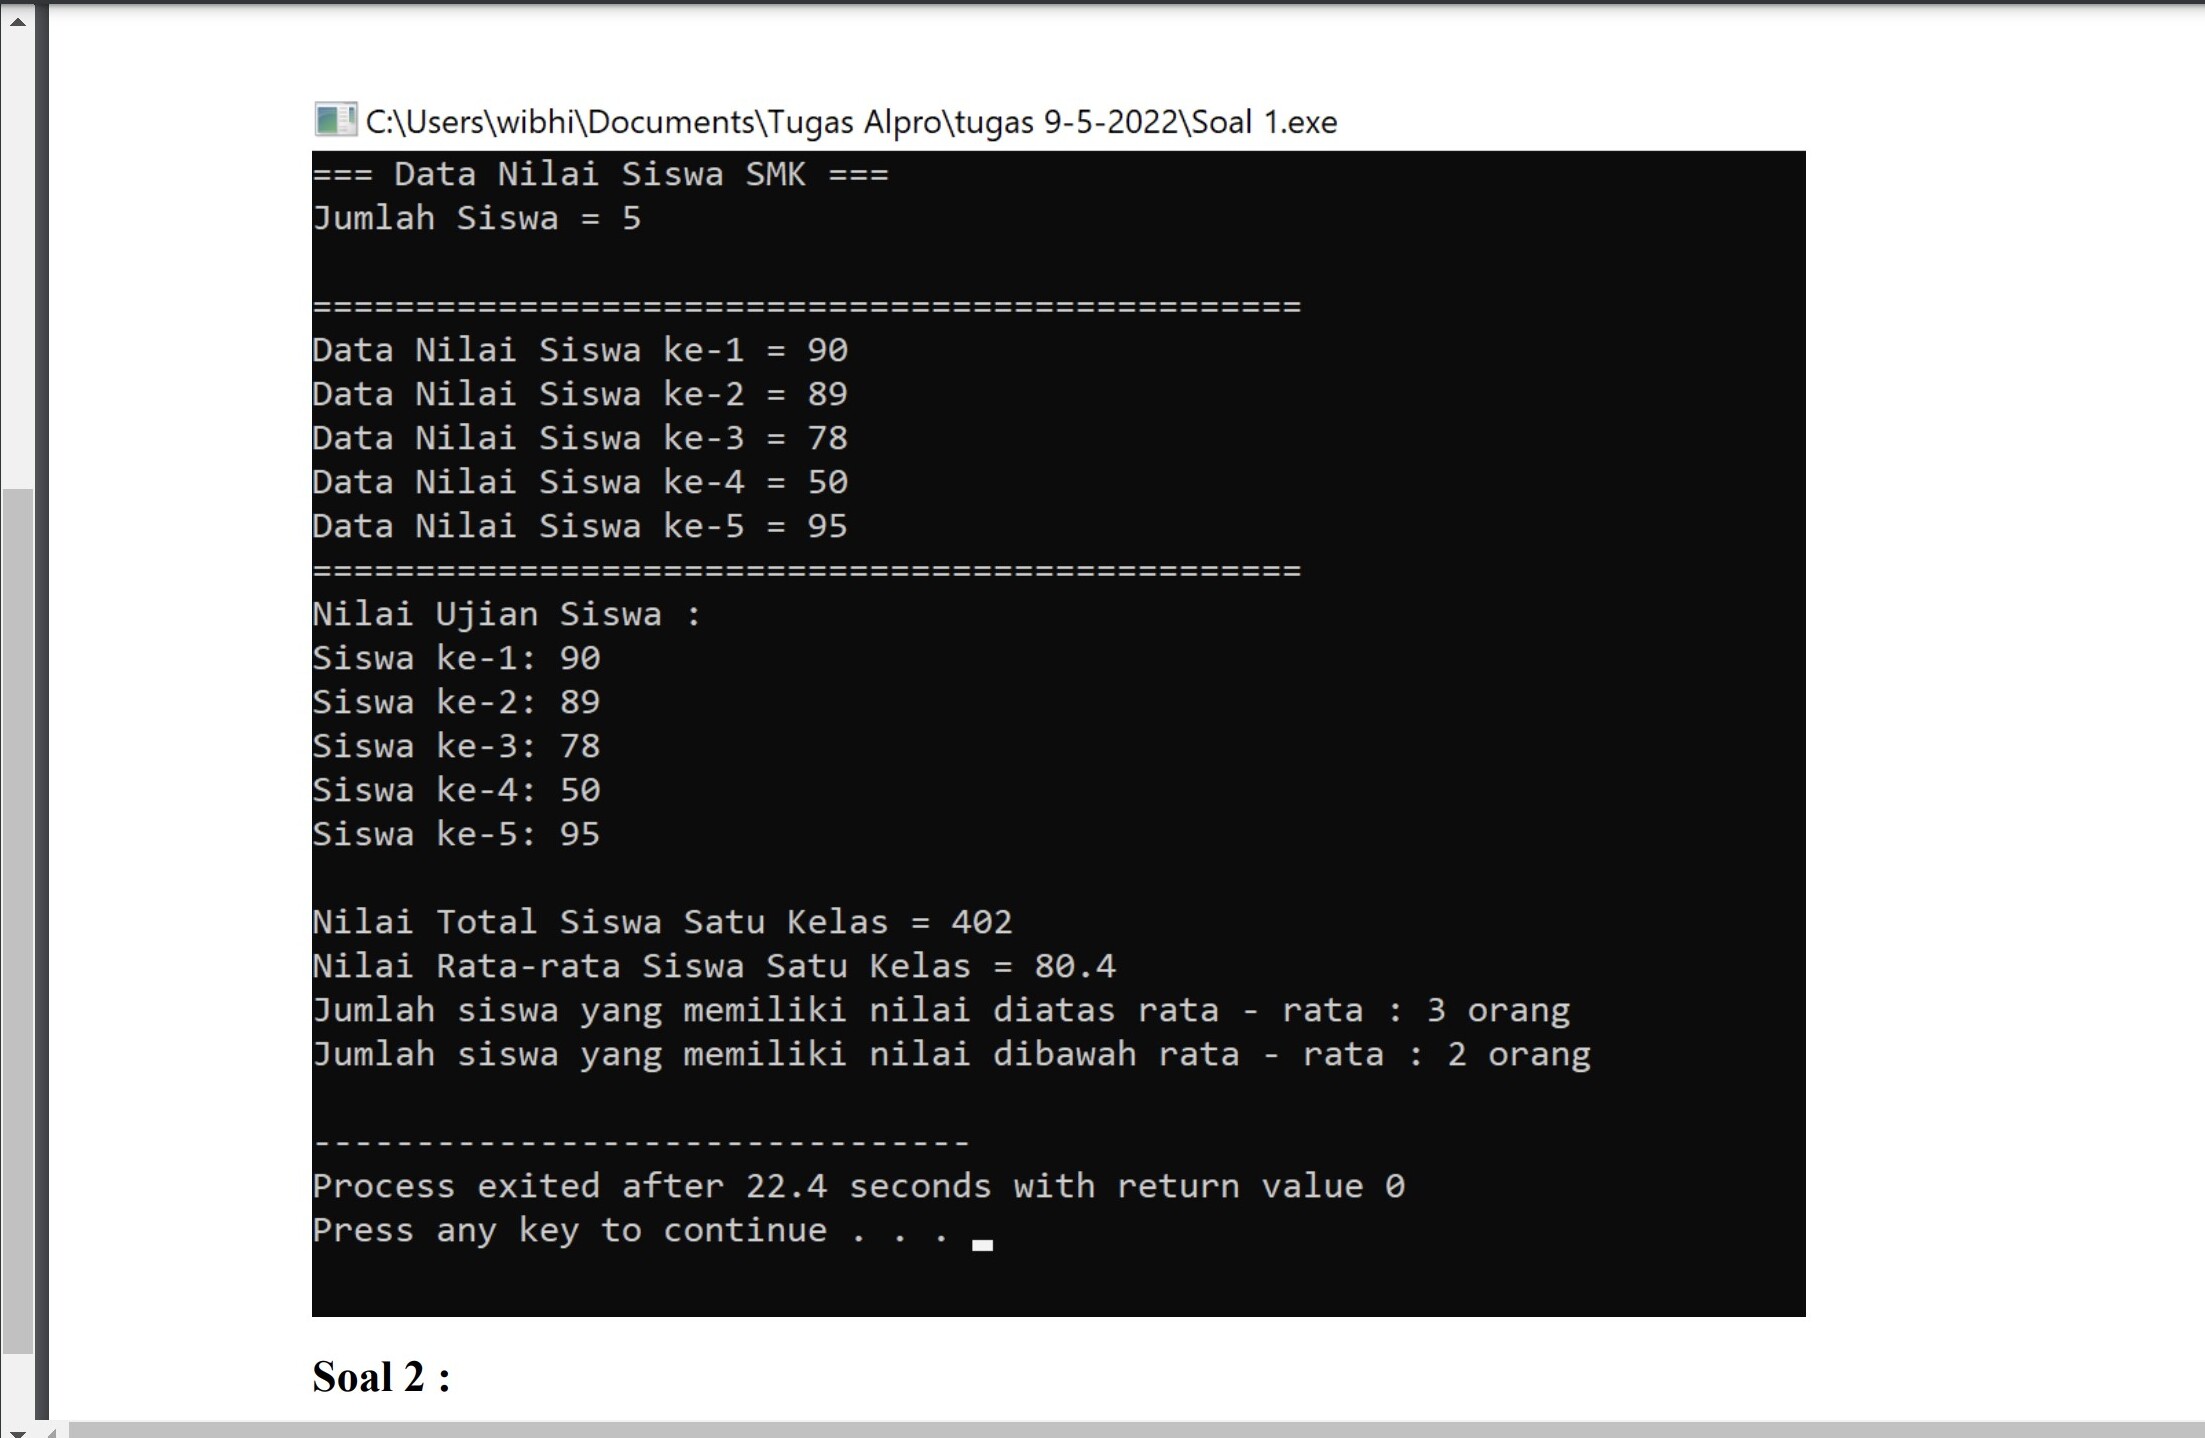 C:\Users\wibhi\Documents\Tugas Alpro\tugas 9-5-2022\Soal 1.exe
=== Data Nilai Siswa SMK ===
Jumlah Siswa = 5
================================================
Data Nilai Siswa ke-1 = 90
Data Nilai Siswa ke-2 = 89
Data Nilai Siswa ke-3 = 78
Data Nilai Siswa ke-4 = 50
Data Nilai Siswa ke-5 = 95
================================================
Nilai Ujian Siswa :
Siswa ke-1: 90
Siswa ke-2: 89
Siswa ke-3: 78
Siswa ke-4: 50
Siswa ke-5: 95
Nilai Total Siswa Satu Kelas = 402
Nilai Rata-rata Siswa Satu Kelas = 80.4
Jumlah siswa yang memiliki nilai diatas rata - rata : 3 orang
Jumlah siswa yang memiliki nilai dibawah rata - rata : 2 orang
--------------------------------
Process exited after 22.4 seconds with return value 0
Press any key to continue . . .
Soal 2 :